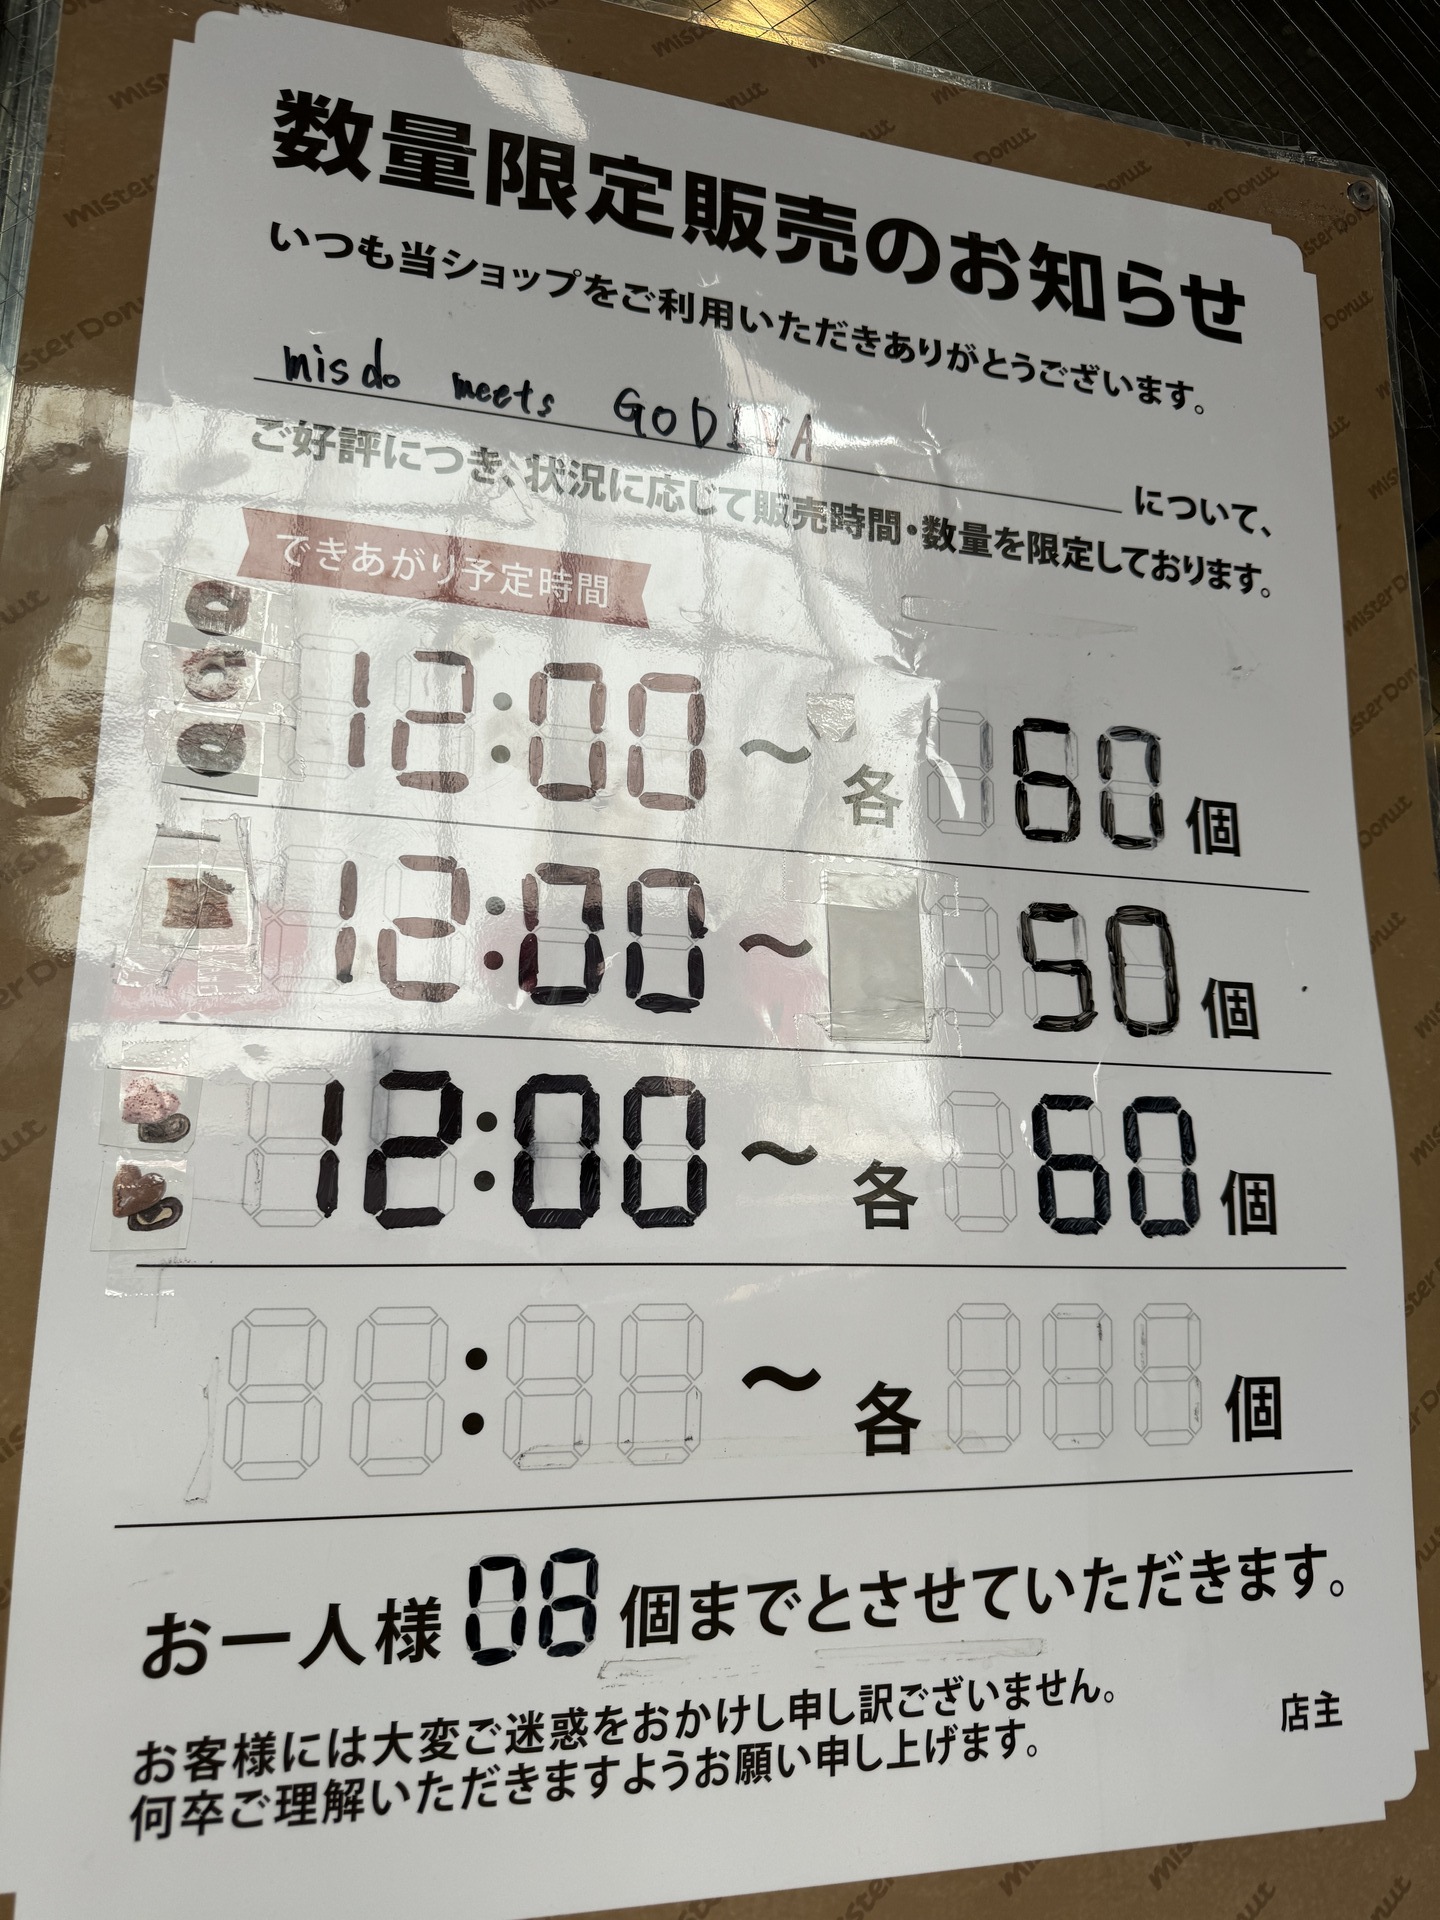 数量限定販売のお知らせ
いつも当ショップをご利用いただきありがとうございます。
misdo meets GODIVA について、
ご好評につき、状況に応じて販売時間・数量を限定しております。
できあがり予定時間
12:00～各60個
12:00～50個
12:00～各60個
:～各個
お一人様08個までとさせていただきます。
お客様には大変ご迷惑をおかけし申し訳ございません。
何卒ご理解いただきますようお願い申し上げます。
店主
Mister Donut